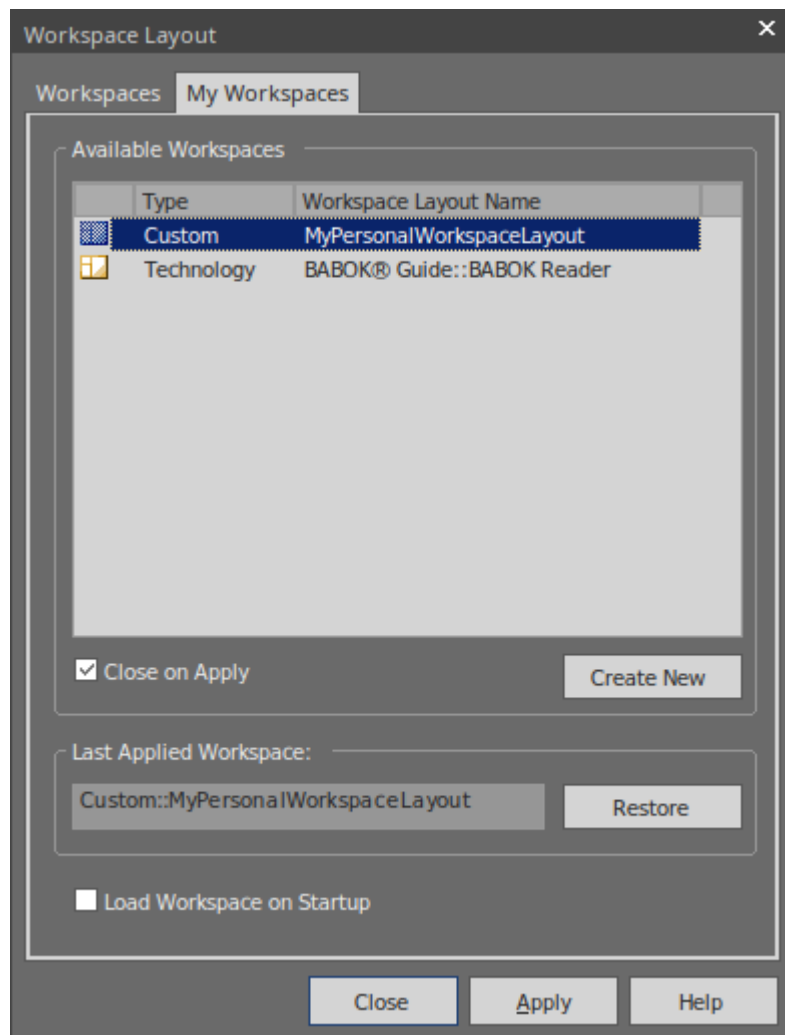 Workspace Layout
Workspaces My Workspaces
Available Workspaces
Type Workspace Layout Name
Custom MyPersonalWorkspaceLayout
Technology BABOK® Guide::BABOK Reader
Close on Apply
Create New
Last Applied Workspace:
Custom::MyPersonalWorkspaceLayout
Restore
Load Workspace on Startup
Close Apply Help